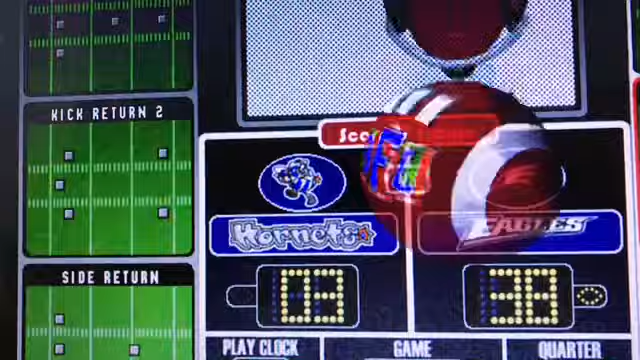 KICK RETURN 2
Hornets
EAGLES
03
38
SIDE RETURN
PLAY CLOCK
GAME
QUARTER